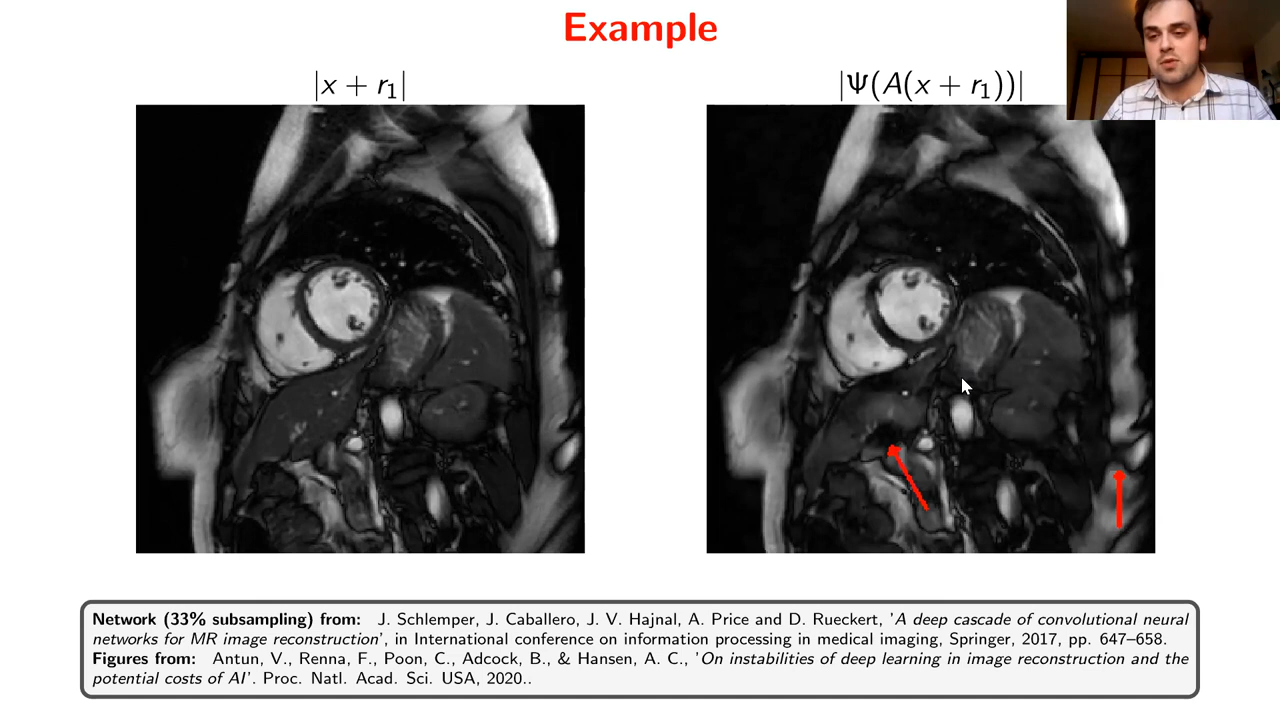 Example
|x + r₁|
|Ψ(A(x + r₁))|
Network (33% subsampling) from: J. Schlemper, J. Caballero, J. V. Hajnal, A. Price and D. Rueckert, 'A deep cascade of convolutional neural
networks for MR image reconstruction', in International conference on information processing in medical imaging, Springer, 2017, pp. 647–658.
Figures from: Antun, V., Renna, F., Poon, C., Adcock, B., & Hansen, A. C., 'On instabilities of deep learning in image reconstruction and the
potential costs of AI'. Proc. Natl. Acad. Sci. USA, 2020..